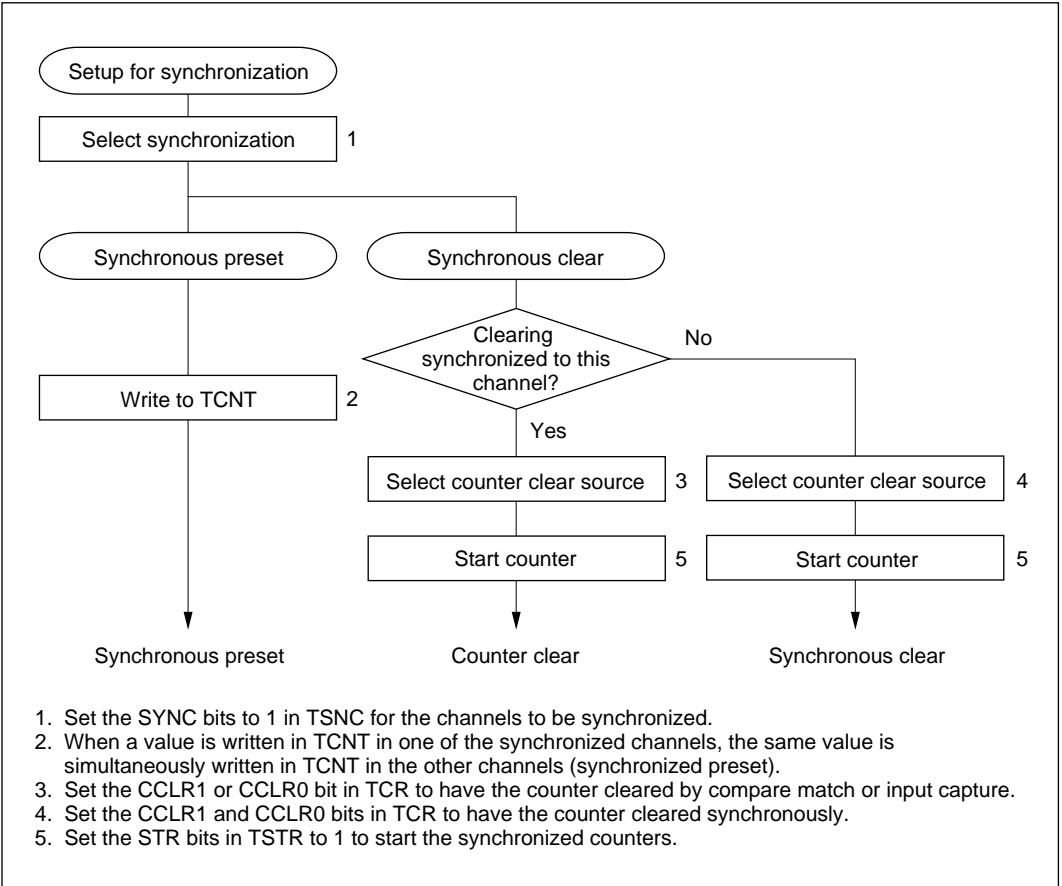 Setup for synchronization
Select synchronization
1
Synchronous preset
Synchronous clear
Clearing
synchronized to this
channel?
No
Write to TCNT
2
Yes
Select counter clear source
3
Select counter clear source
4
Start counter
5
Start counter
5
Synchronous preset
Counter clear
Synchronous clear
1. Set the SYNC bits to 1 in TSNC for the channels to be synchronized.
2. When a value is written in TCNT in one of the synchronized channels, the same value is
simultaneously written in TCNT in the other channels (synchronized preset).
3. Set the CCLR1 or CCLR0 bit in TCR to have the counter cleared by compare match or input capture.
4. Set the CCLR1 and CCLR0 bits in TCR to have the counter cleared synchronously.
5. Set the STR bits in TSTR to 1 to start the synchronized counters.